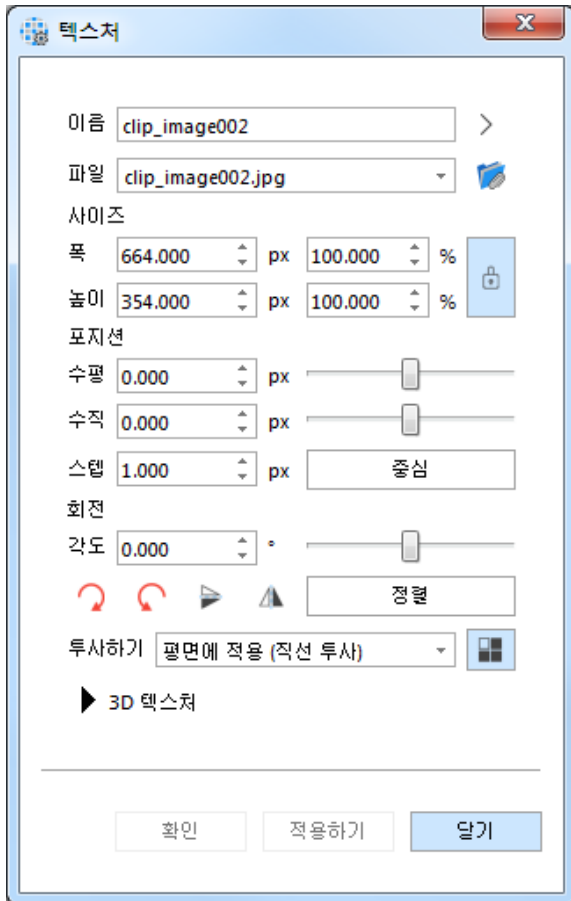 텍스처
이름 clip_image002
파일 clip_image002.jpg
사이즈
폭 664.000 px 100.000 %
높이 354.000 px 100.000 %
포지션
수평 0.000 px
수직 0.000 px
스텝 1.000 px 중심
회전
각도 0.000 °
정렬
투사하기 평면에 적용 (직선 투사)
3D 텍스처
확인 적용하기 닫기